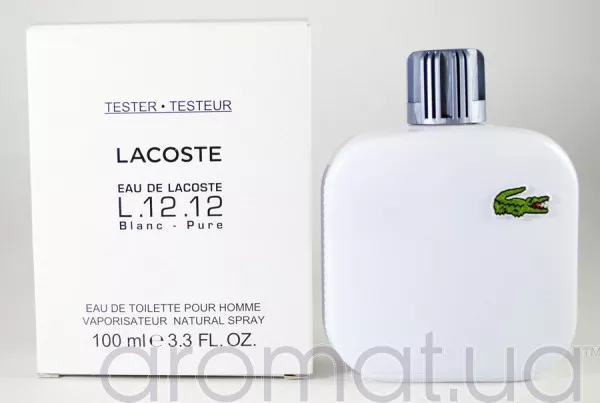 TESTER • TESTEUR
LACOSTE
EAU DE LACOSTE
L.12.12
Blanc - Pure
EAU DE TOILETTE POUR HOMME
VAPORISATEUR NATURAL SPRAY
100 ml ℮ 3.3 FL. OZ.
aromat.ua™